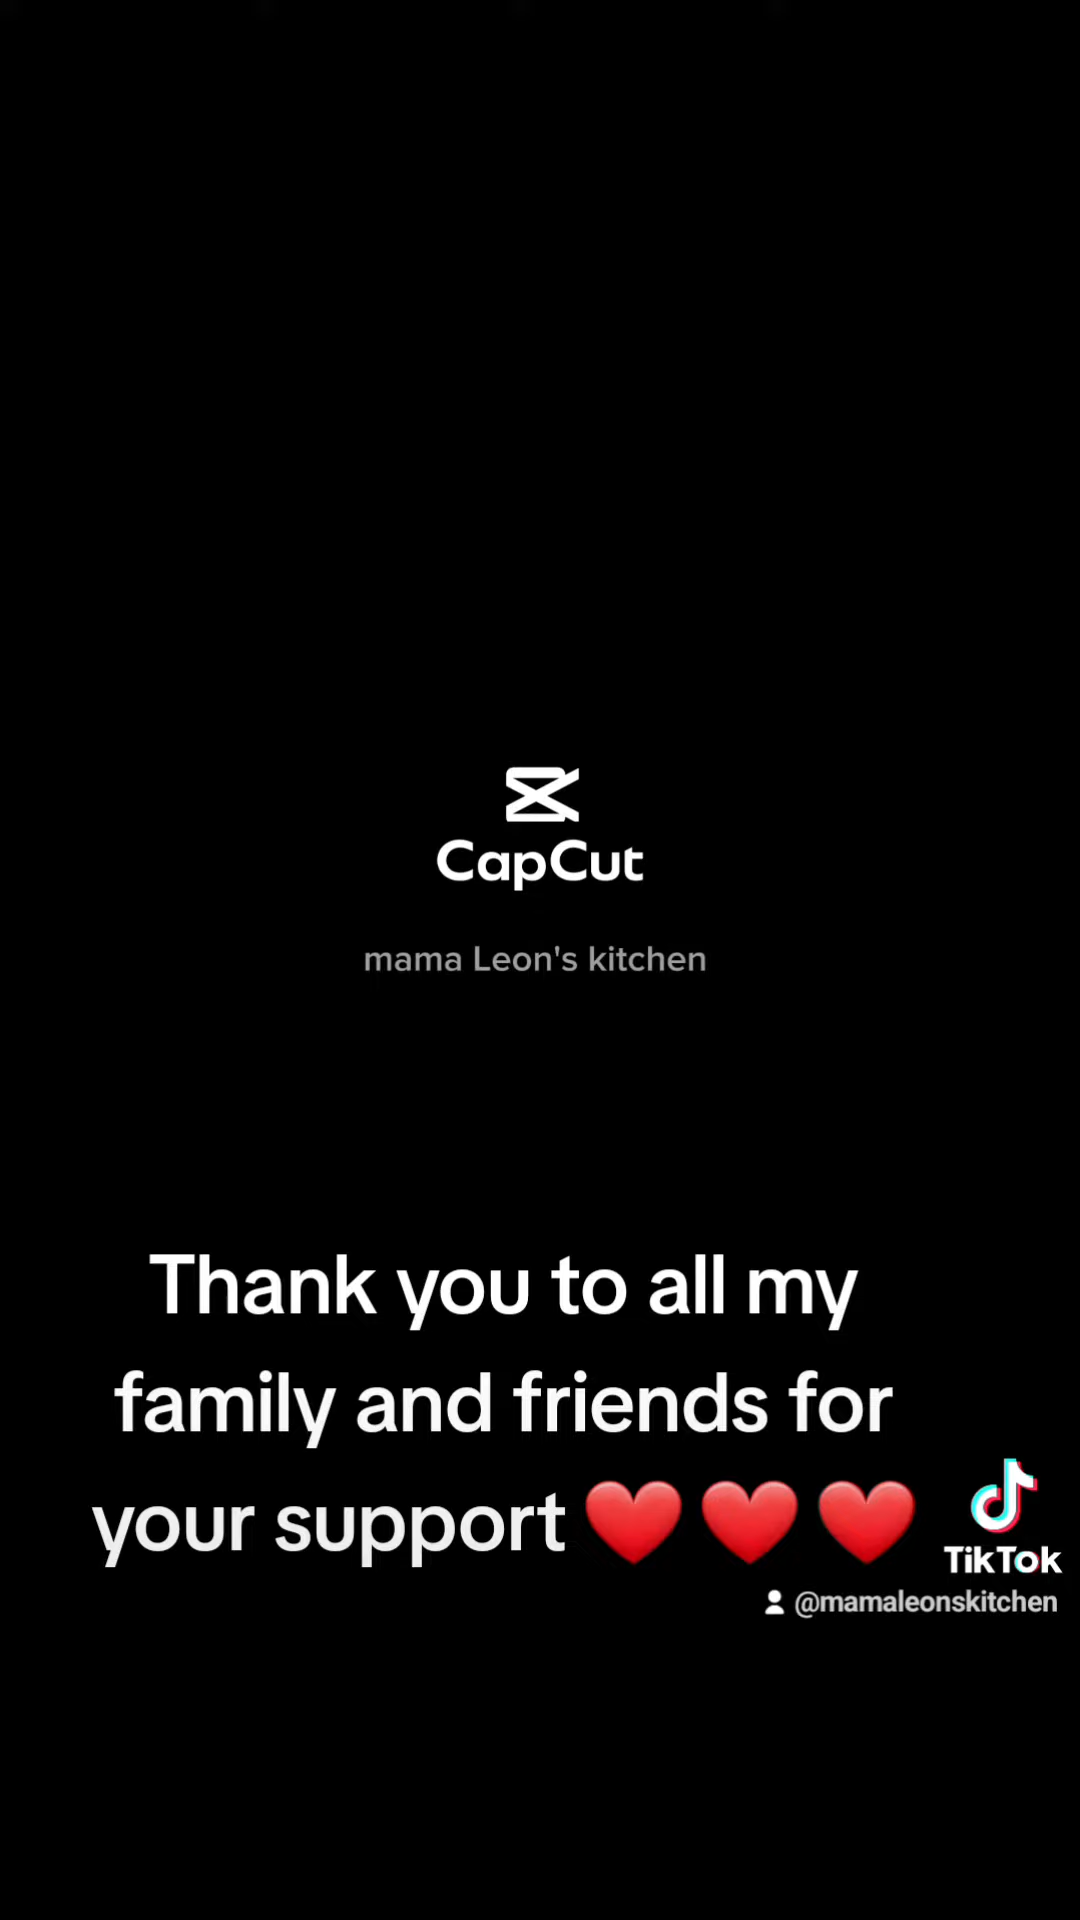 CapCut
mama Leon's kitchen
Thank you to all my
family and friends for
your support ❤️ ❤️ ❤️
TikTok
@mamaleonskitchen